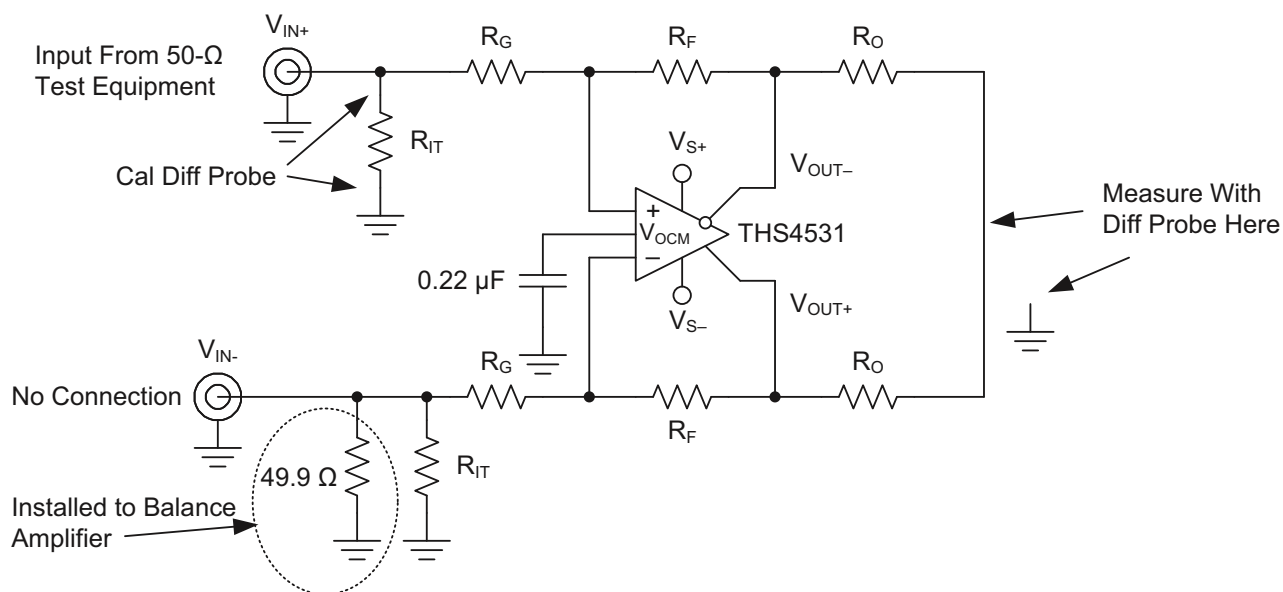 V_IN+
Input From 50-Ω
Test Equipment
R_G
R_F
R_O
R_IT
Cal Diff Probe
V_S+
V_OUT–
+
V_OCM
–
THS4531
Measure With
Diff Probe Here
0.22 µF
V_S–
V_OUT+
V_IN-
No Connection
R_G
R_F
R_O
49.9 Ω
R_IT
Installed to Balance
Amplifier